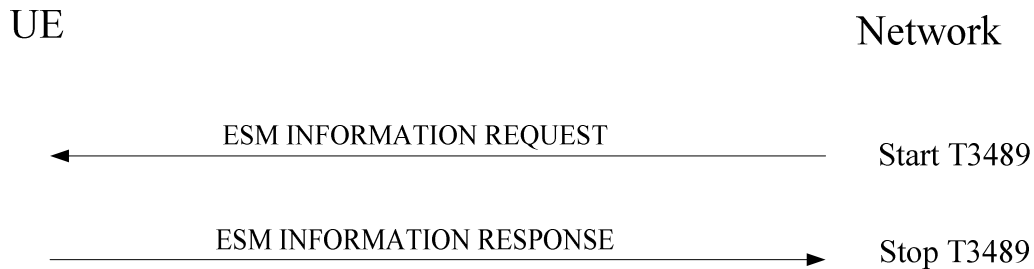 UE
Network
ESM INFORMATION REQUEST
Start T3489
ESM INFORMATION RESPONSE
Stop T3489